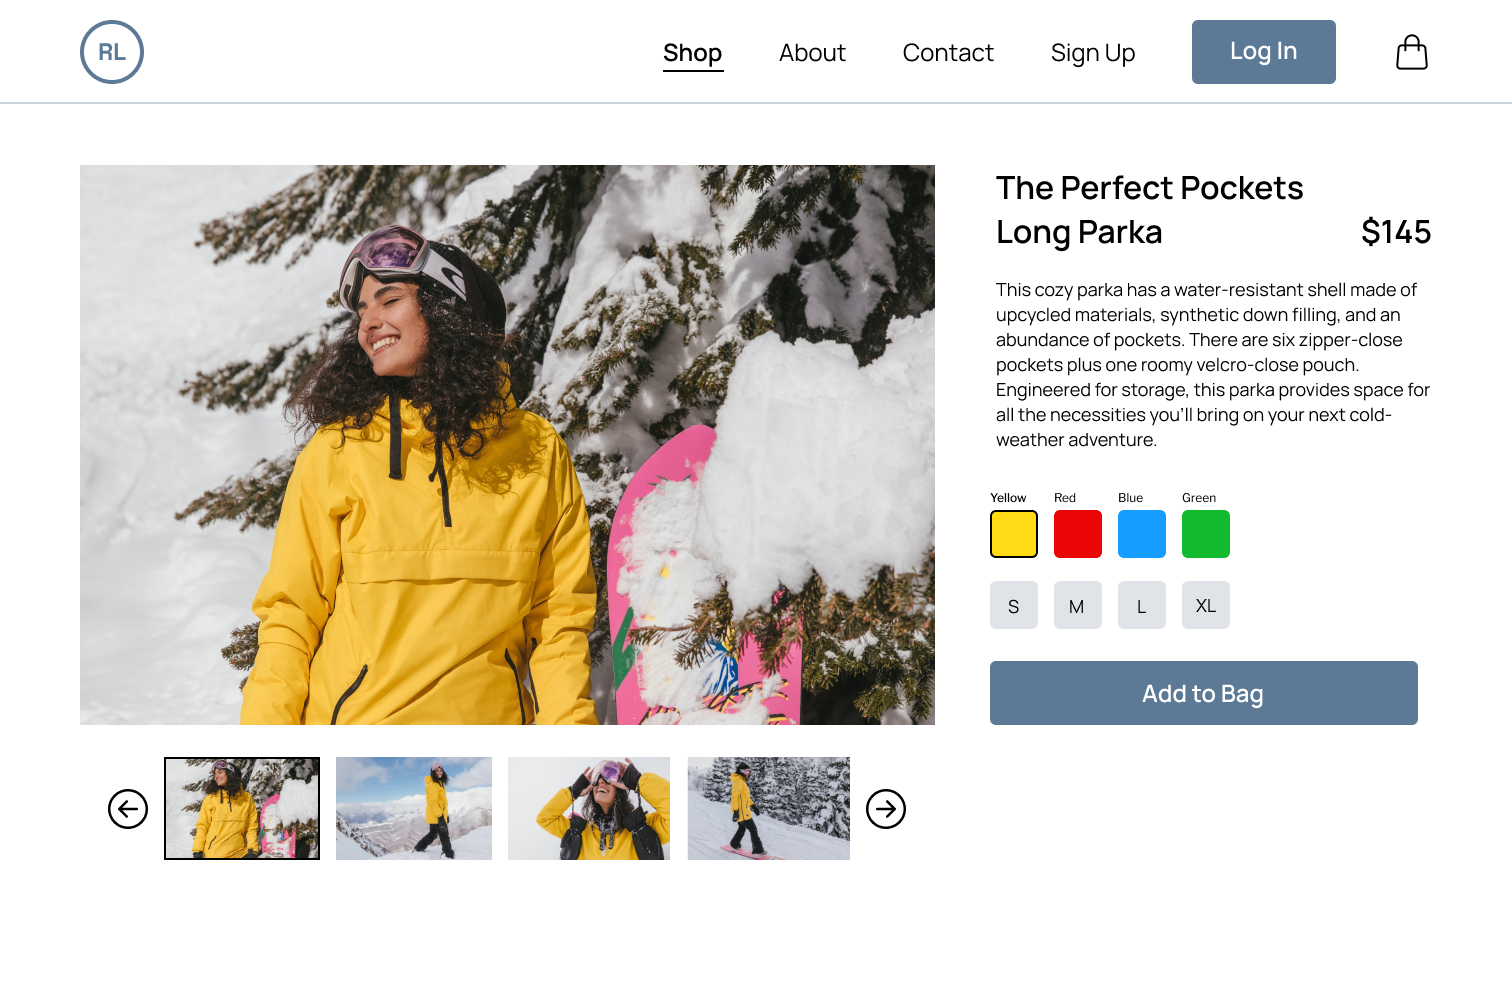 RL
Shop
About
Contact
Sign Up
Log In
The Perfect Pockets
Long Parka
$145
This cozy parka has a water-resistant shell made of
upcycled materials, synthetic down filling, and an
abundance of pockets. There are six zipper-close
pockets plus one roomy velcro-close pouch.
Engineered for storage, this parka provides space for
all the necessities you’ll bring on your next cold-
weather adventure.
Yellow
Red
Blue
Green
S
M
L
XL
Add to Bag